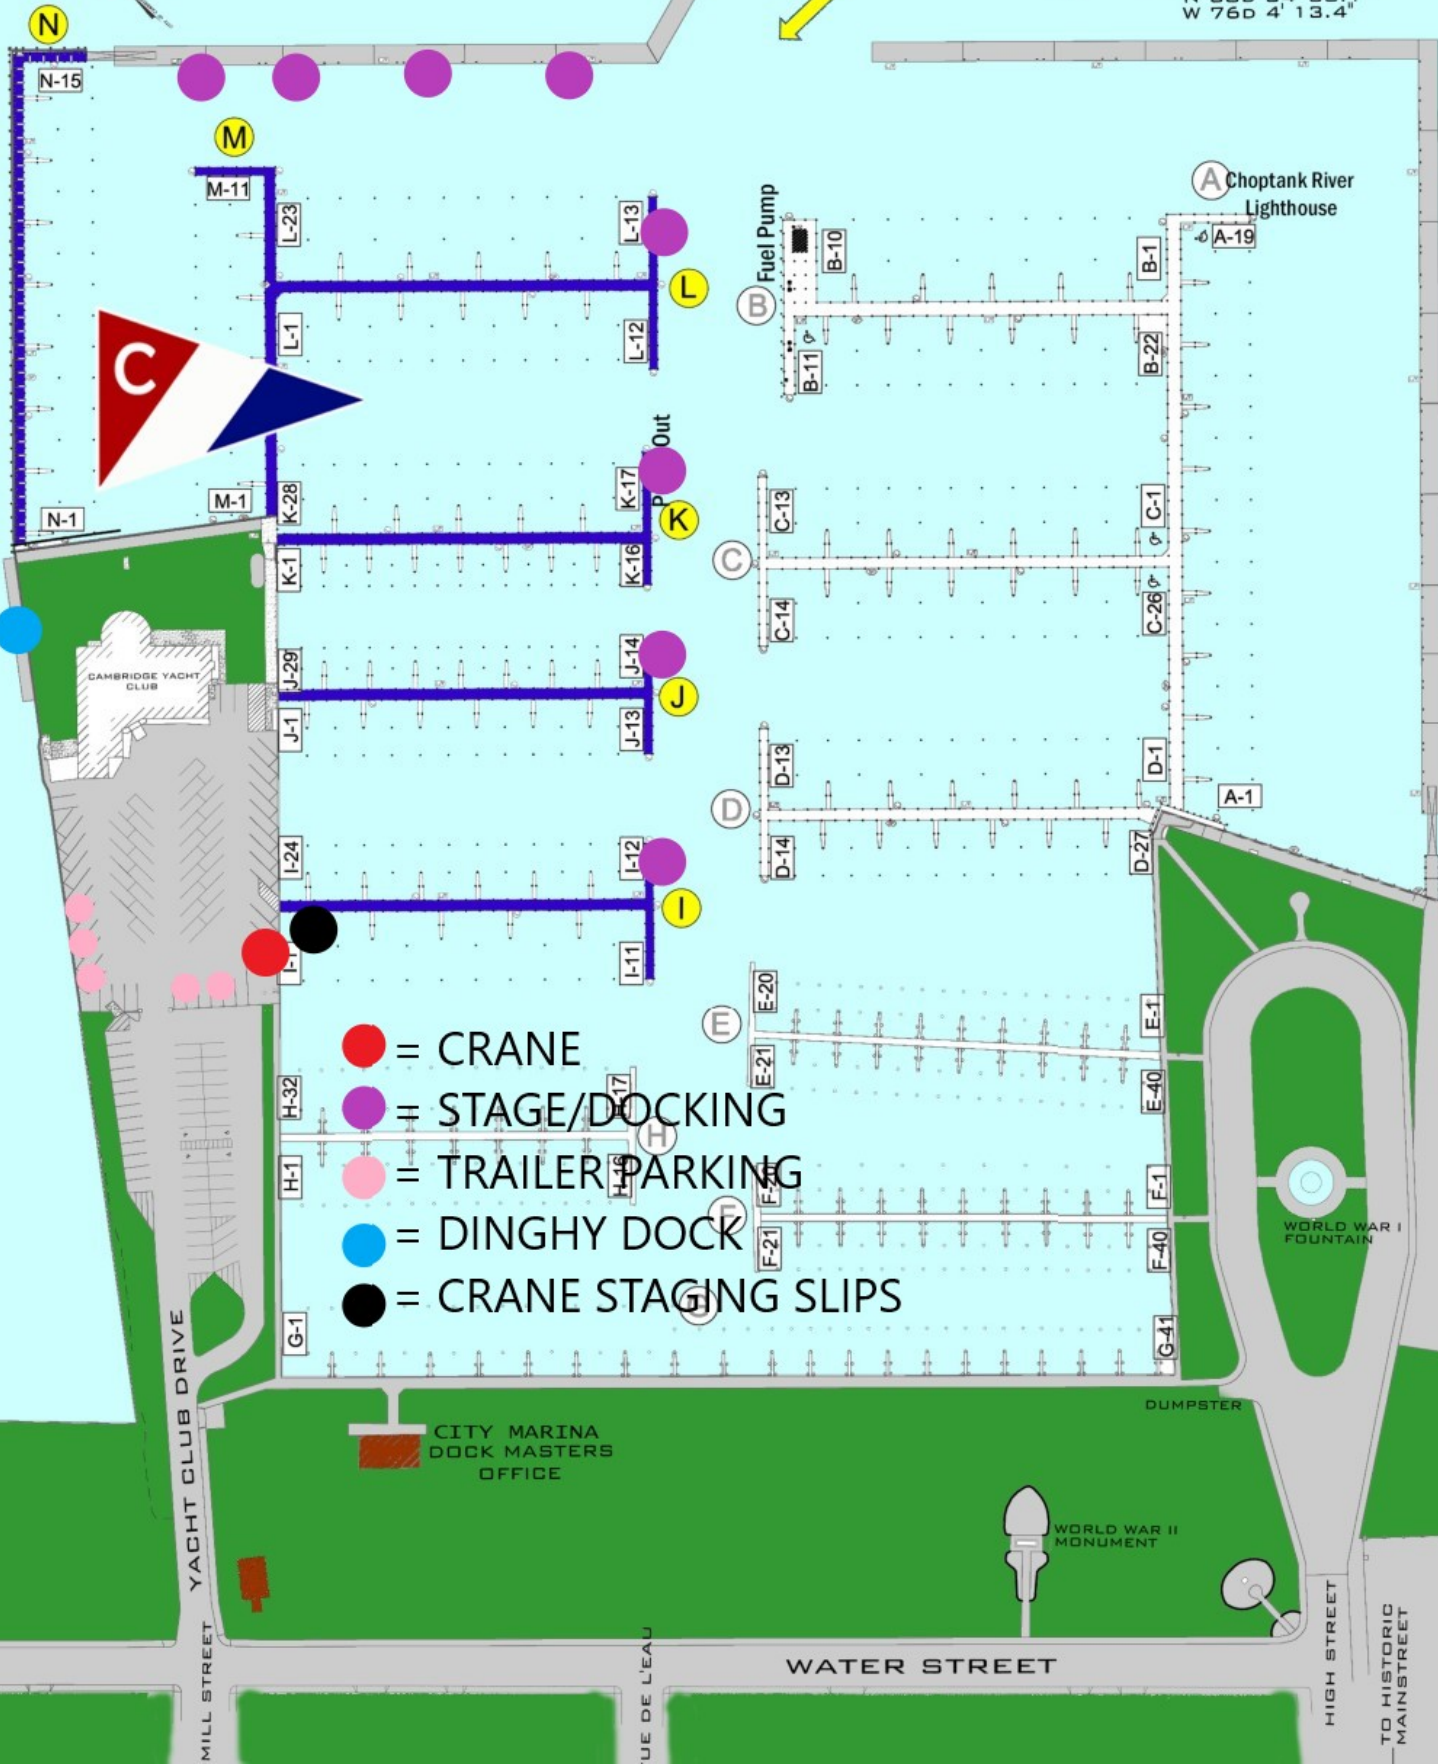 W 76D 4' 13.4"
N
N-15
M
M-11
L-23
L-13
L
L-1
L-12
C
A
Choptank River
Lighthouse
A-19
Fuel Pump
B-10
B-1
B
B-11
B-22
Out
K-17
K
M-1
N-1
K-28
K-1
K-16
C-13
C-1
C
C-14
C-26
CAMBRIDGE YACHT
CLUB
J-29
J-14
J
J-1
J-13
D-13
D-1
D
D-14
D-27
A-1
I-24
I-12
I
I-11
E-20
E-1
E
E-21
E-40
= CRANE
= STAGE/DOCKING
= TRAILER PARKING
= DINGHY DOCK
= CRANE STAGING SLIPS
H-32
H
H-1
F-1
F
F-21
F-40
G-1
G
G-41
WORLD WAR I
FOUNTAIN
DUMPSTER
CITY MARINA
DOCK MASTERS
OFFICE
WORLD WAR II
MONUMENT
YACHT CLUB DRIVE
MILL STREET
WATER STREET
HIGH STREET
TO HISTORIC
MAINSTREET
DE L'EAU